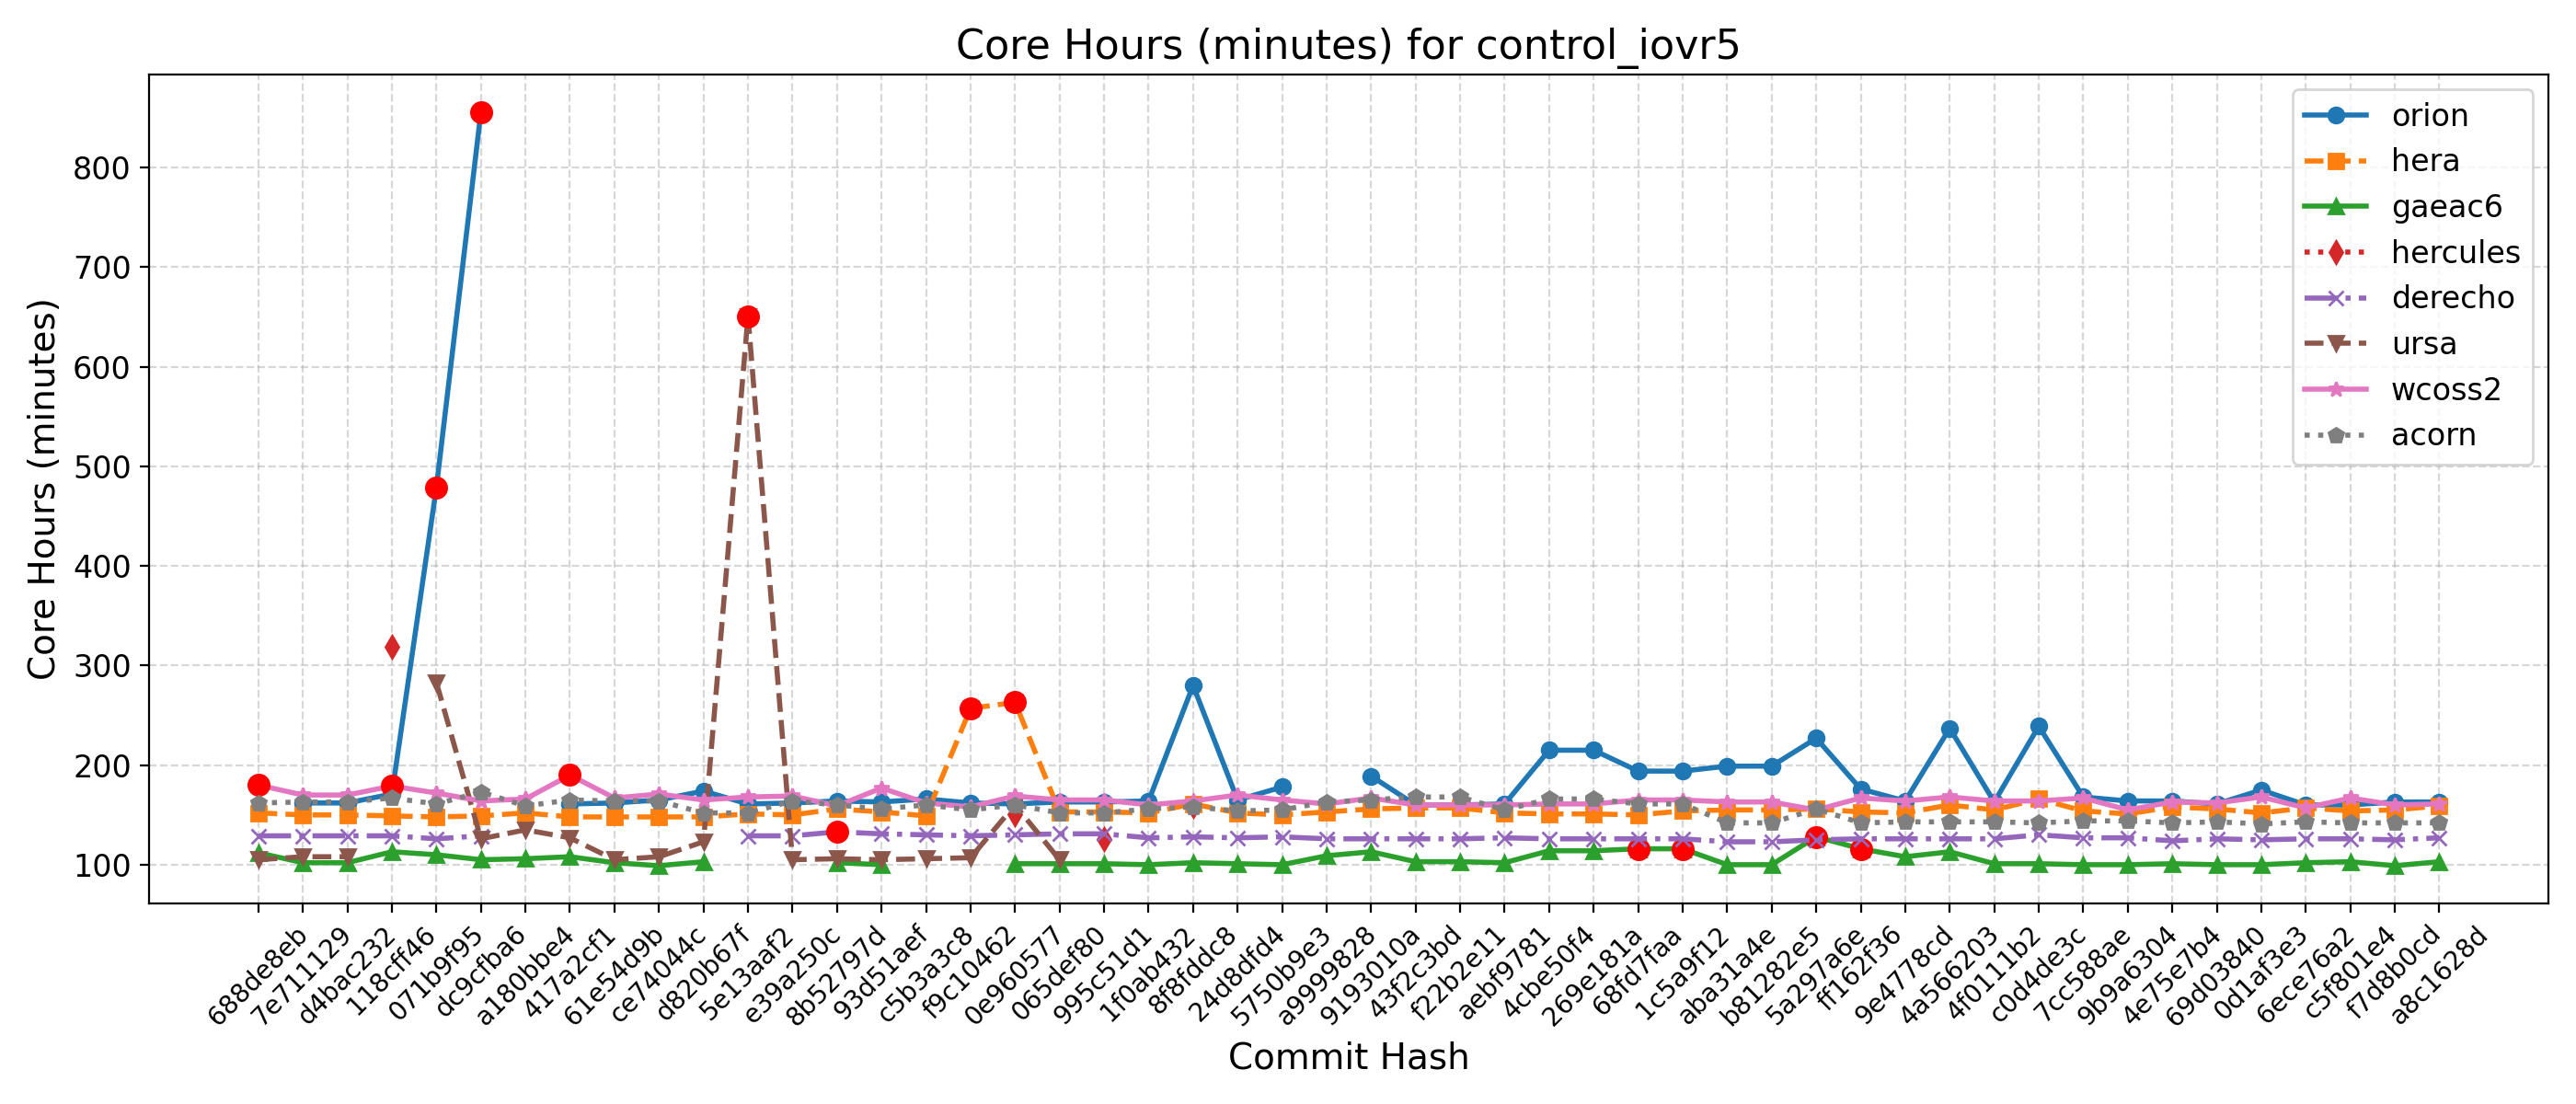 Core Hours (minutes) for control_iovr5
Core Hours (minutes)
800
700
600
500
400
300
200
100
orion
hera
gaeac6
hercules
derecho
ursa
wcoss2
acorn
688de8eb
7e711129
d4bac232
118cff46
071b9f95
dc9cfba6
a180bbe4
417a2cf1
61e54d9b
ce74044c
d820b67f
5e13aaf2
e39a250c
8b52797d
93d51aef
c5b3a3c8
f9c10462
0e960577
065def80
995c51d1
1f0ab432
8f8fddc8
24d8dfd4
5750b9e3
a9999828
9193010a
43f2c3bd
f22b2e11
aebf9781
4cbe50f4
269e181a
68fd7faa
1c5a9f12
aba31a4e
b81282e5
5a297a6e
ff162f36
9e4778cd
4a566203
4f0111b2
c0d4de3c
7cc588ae
9b9a6304
4e75e7b4
69d03840
0d1af3e3
6ece76a2
c5f801e4
f7d8b0cd
a8c1628d
Commit Hash